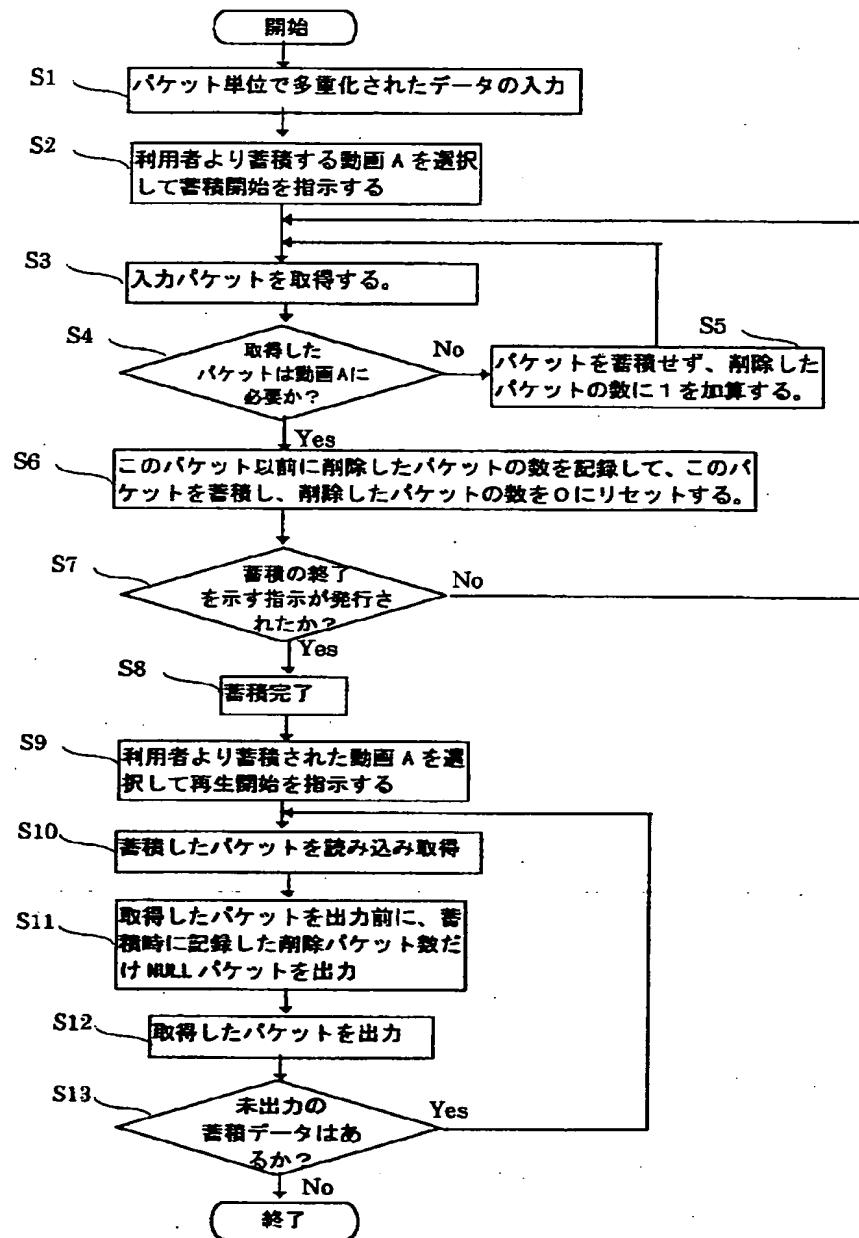 開始
S1
パケット単位で多重化されたデータの入力
S2
利用者より蓄積する動画 A を選択
して蓄積開始を指示する
S3
入力パケットを取得する。
S4
取得した
パケットは動画Aに
必要か？
No
S5
パケットを蓄積せず、削除した
パケットの数に１を加算する。
Yes
S6
このパケット以前に削除したパケットの数を記録して、このパ
ケットを蓄積し、削除したパケットの数を０にリセットする。
S7
蓄積の終了
を示す指示が発行さ
れたか？
No
Yes
S8
蓄積完了
S9
利用者より蓄積された動画 A を選
択して再生開始を指示する
S10
蓄積したパケットを読み込み取得
S11
取得したパケットを出力前に、蓄
積時に記録した削除パケット数だ
け NULL パケットを出力
S12
取得したパケットを出力
S13
未出力の
蓄積データはあ
るか？
Yes
No
終了